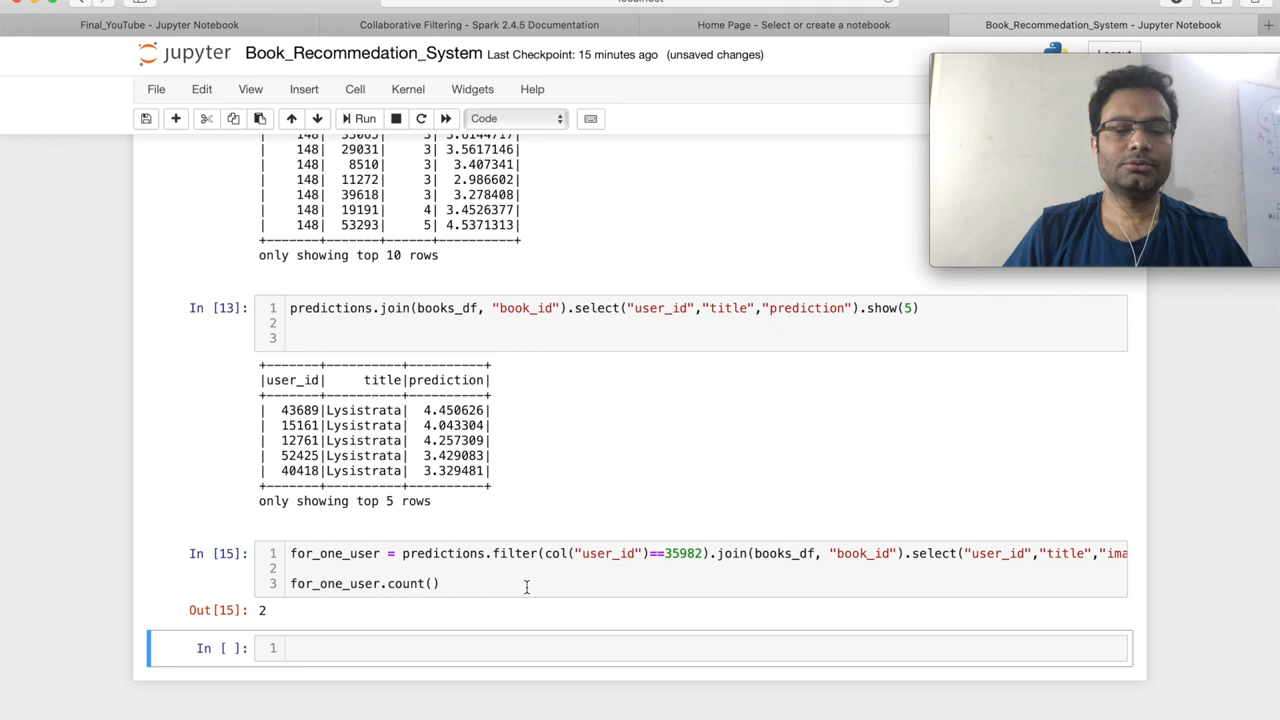 localhost
Final_YouTube - Jupyter Notebook
Collaborative Filtering - Spark 2.4.5 Documentation
Home Page - Select or create a notebook
Book_Recommedation_System - Jupyter Notebook
jupyter Book_Recommedation_System Last Checkpoint: 15 minutes ago (unsaved changes)
File Edit View Insert Cell Kernel Widgets Help
Run Code
| 148| 29031| 3| 3.5617146|
| 148| 8510| 3| 3.407341|
| 148| 11272| 3| 2.986602|
| 148| 39618| 3| 3.278408|
| 148| 19191| 4| 3.4526377|
| 148| 53293| 5| 4.5371313|
+-------+-------+------+----------+
only showing top 10 rows
In [13]: 1 predictions.join(books_df, "book_id").select("user_id","title","prediction").show(5)
2
3
+-------+----------+----------+
|user_id| title|prediction|
+-------+----------+----------+
| 43689|Lysistrata| 4.450626|
| 15161|Lysistrata| 4.043304|
| 12761|Lysistrata| 4.257309|
| 52425|Lysistrata| 3.429083|
| 40418|Lysistrata| 3.329481|
+-------+----------+----------+
only showing top 5 rows
In [15]: 1 for_one_user = predictions.filter(col("user_id")==35982).join(books_df, "book_id").select("user_id","title","ima
2
3 for_one_user.count()
Out[15]: 2
In [ ]: 1